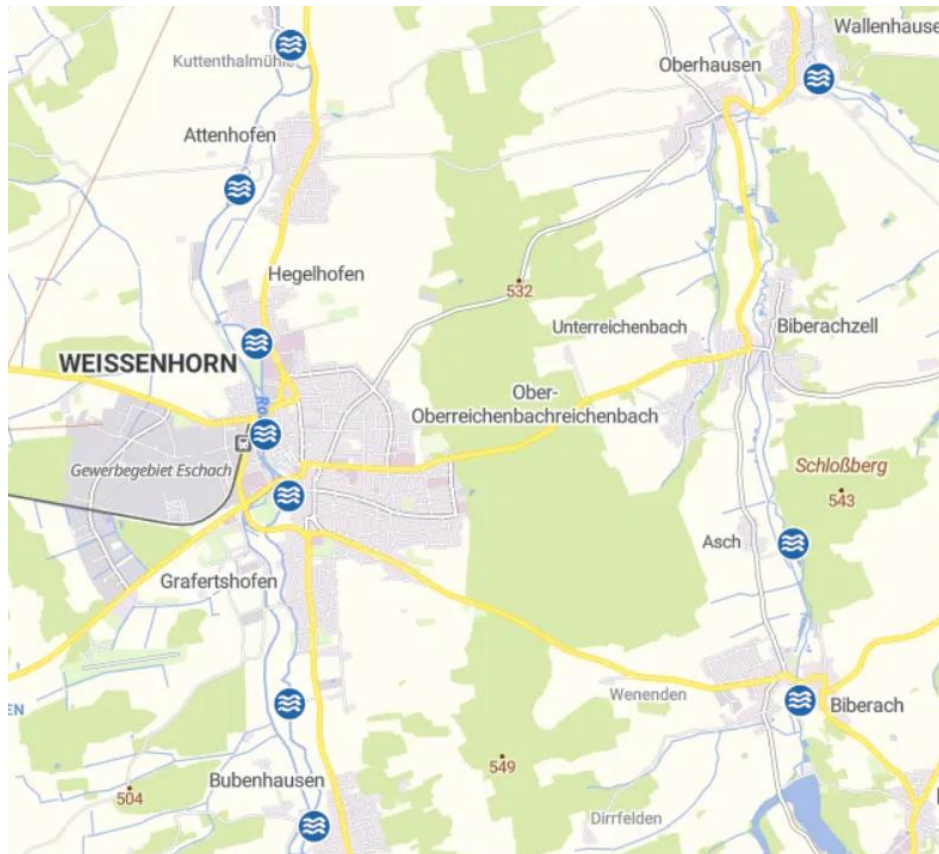 Wallenhause
Kuttenthalmühle
Oberhausen
Attenhofen
Hegelhofen
532
Unterreichenbach
Biberachzell
WEISSENHORN
Ober-
Oberreichenbachreichenbach
Ro
Gewerbegebiet Eschach
Schloßberg
543
Asch
Grafertshofen
Wenenden
Biberach
EN
549
Bubenhausen
504
Dirrfelden